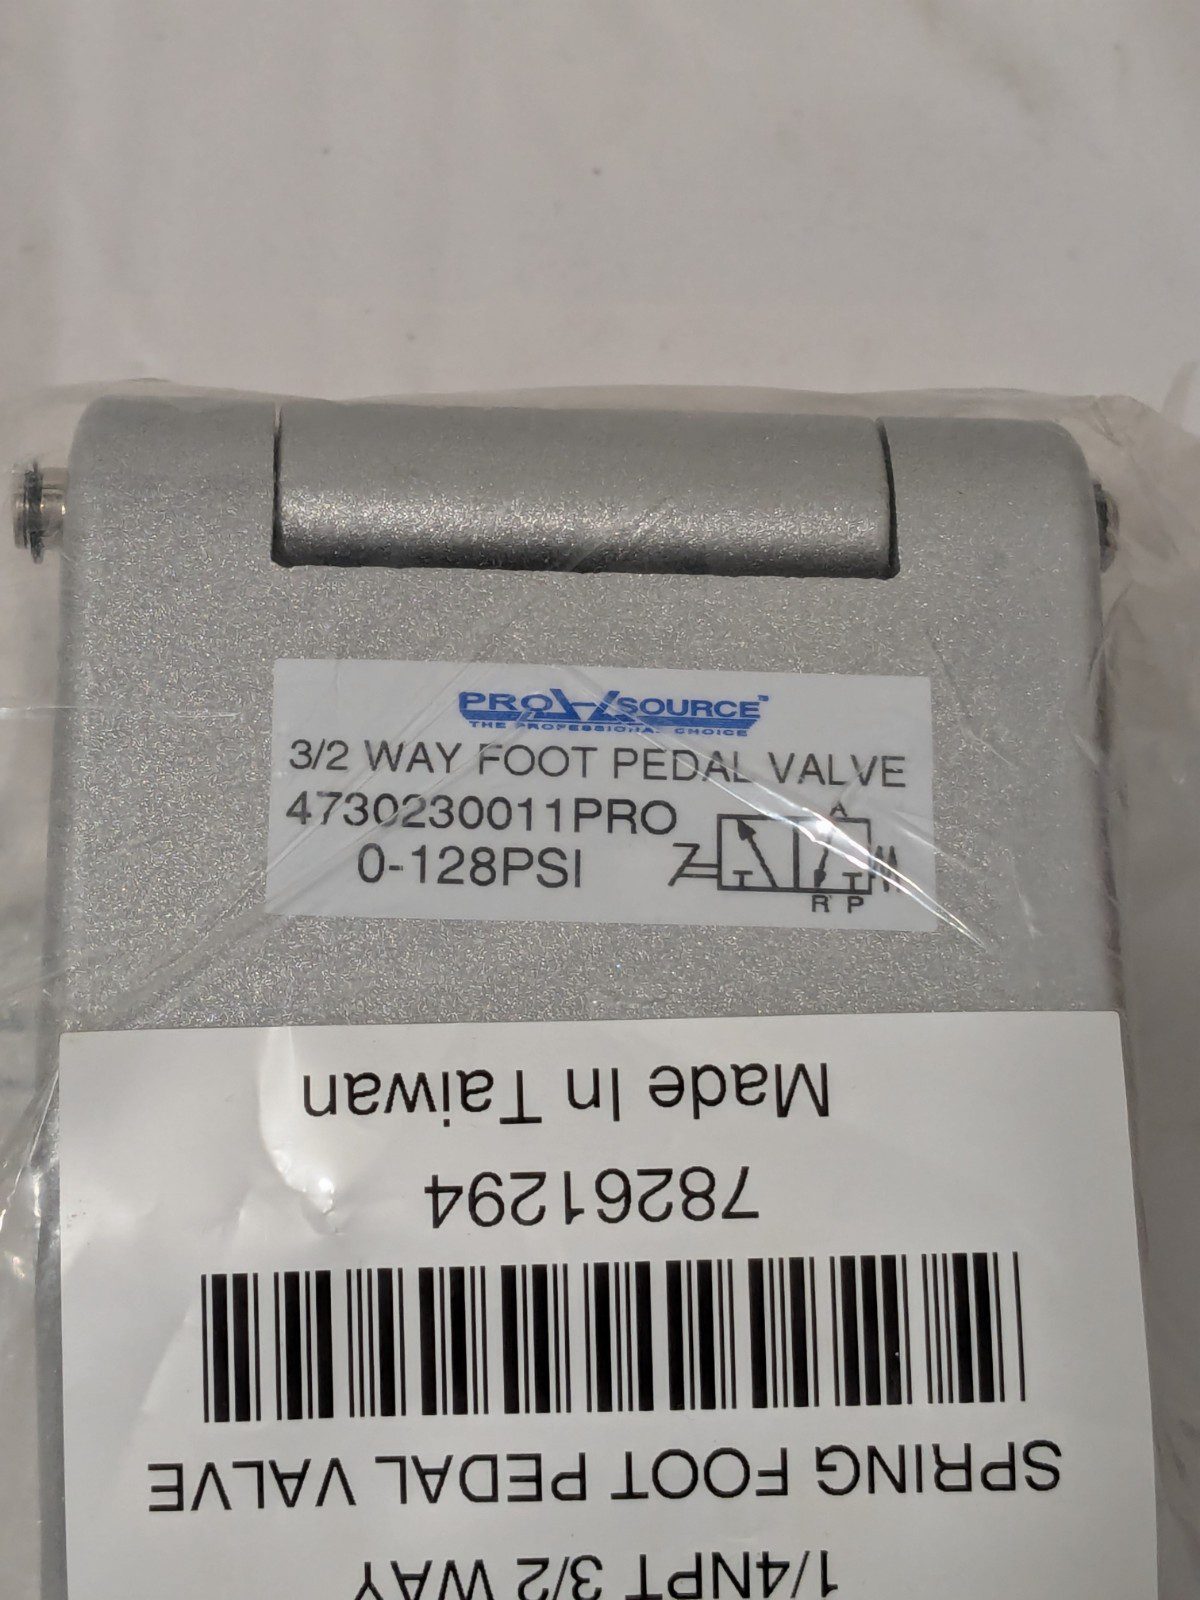 PRO SOURCE™
THE PROFESSIONAL CHOICE
3/2 WAY FOOT PEDAL VALVE
4730230011PRO
0-128PSI
A
R P
1/4NPT 3/2 WAY
SPRING FOOT PEDAL VALVE
78261294
Made In Taiwan